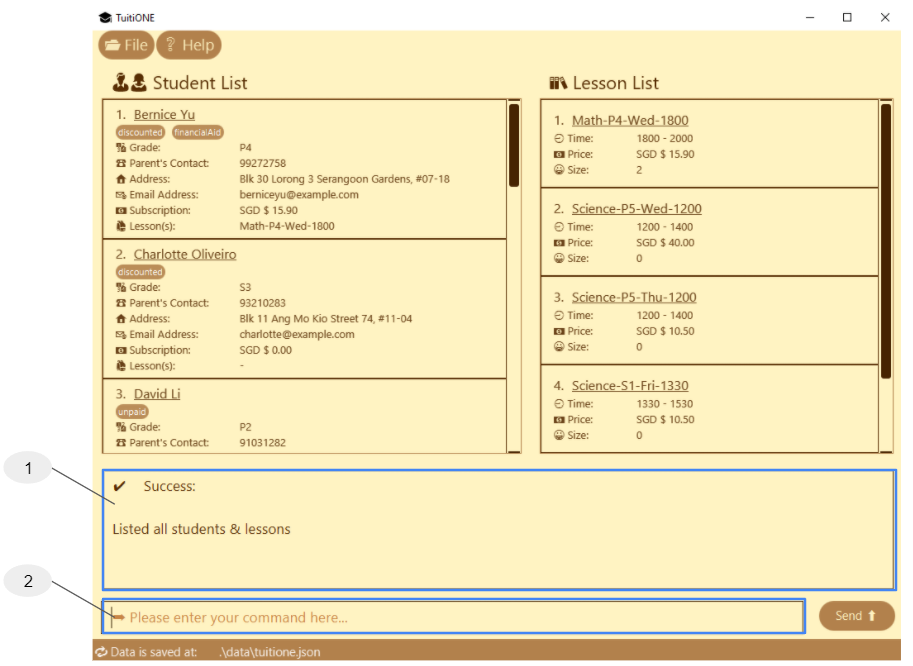 TuitiONE
File Help
Student List
1. Bernice Yu
discounted financialAid
Grade: P4
Parent's Contact: 99272758
Address: Blk 30 Lorong 3 Serangoon Gardens, #07-18
Email Address: berniceyu@example.com
Subscription: SGD $ 15.90
Lesson(s): Math-P4-Wed-1800
2. Charlotte Oliveiro
discounted
Grade: S3
Parent's Contact: 93210283
Address: Blk 11 Ang Mo Kio Street 74, #11-04
Email Address: charlotte@example.com
Subscription: SGD $ 0.00
Lesson(s): -
3. David Li
unpaid
Grade: P2
Parent's Contact: 91031282
Lesson List
1. Math-P4-Wed-1800
Time: 1800 - 2000
Price: SGD $ 15.90
Size: 2
2. Science-P5-Wed-1200
Time: 1200 - 1400
Price: SGD $ 40.00
Size: 0
3. Science-P5-Thu-1200
Time: 1200 - 1400
Price: SGD $ 10.50
Size: 0
4. Science-S1-Fri-1330
Time: 1330 - 1530
Price: SGD $ 10.50
Size: 0
1
✔ Success:
Listed all students & lessons
2
Please enter your command here...
Send
Data is saved at: .\data\tuitione.json